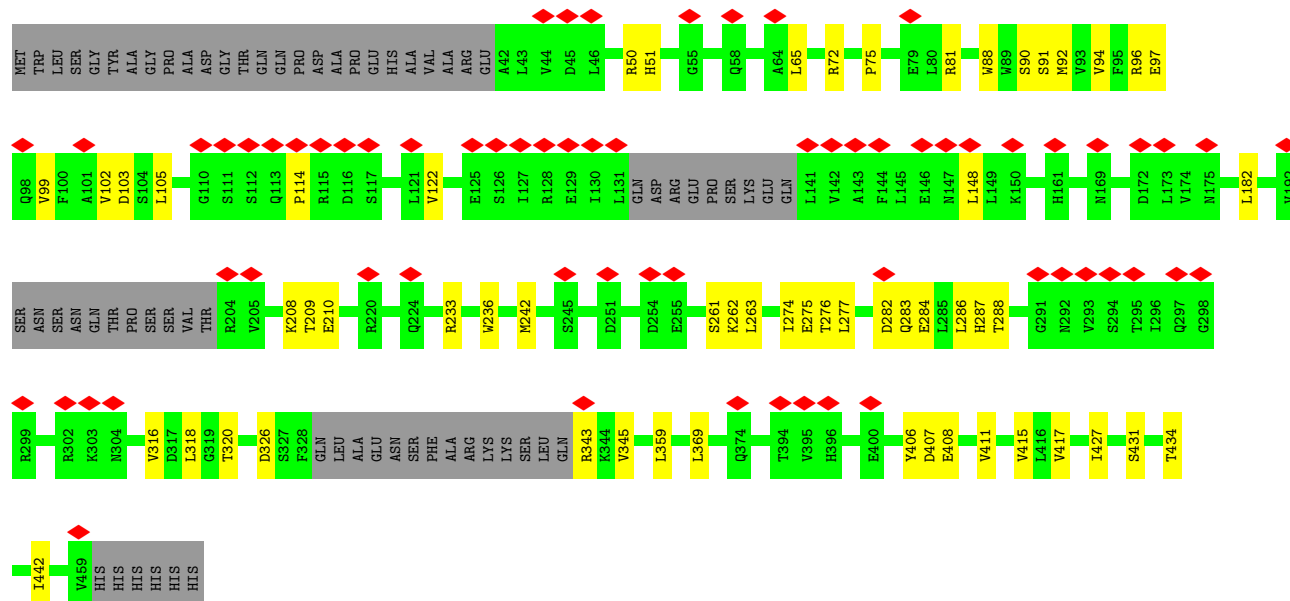 MET TRP LEU SER GLY TYR ALA GLY PRO ALA ASP GLY THR GLN GLN PRO ASP ALA PRO GLU HIS ALA VAL ALA ARG GLU A42 L43 V44 D45 L46 R50 H51 G55 Q58 A64 L65 R72 P75 E79 L80 R81 W88 W89 S90 S91 M92 V93 V94 F95 R96 E97
Q98 V99 F100 A101 V102 D103 S104 L105 G110 S111 S112 Q113 P114 R115 D116 S117 L121 V122 E125 S126 I127 R128 E129 I130 L131 GLN ASP ARG GLU PRO SER LYS GLU GLN L141 V142 A143 F144 L145 E146 N147 L148 L149 K150 H161 N169 D172 L173 V174 N175 L182
SER ASN SER ASN GLN THR PRO SER SER VAL THR R204 V205 K208 T209 E210 R220 Q224 R233 W236 M242 S245 D251 D254 E255 S261 K262 L263 I274 E275 T276 L277 D282 Q283 E284 L285 L286 H287 T288 G291 N292 V293 S294 T295 I296 Q297 G298
R299 R302 K303 N304 V316 D317 L318 G319 T320 D326 S327 F328 GLN LEU ALA GLU ASN SER PHE ALA ARG LYS LYS SER LEU GLN R343 K344 V345 L359 L369 Q374 T394 V395 H396 E400 Y406 D407 E408 V411 V415 L416 V417 I427 S431 T434
I442 V459 HIS HIS HIS HIS HIS HIS